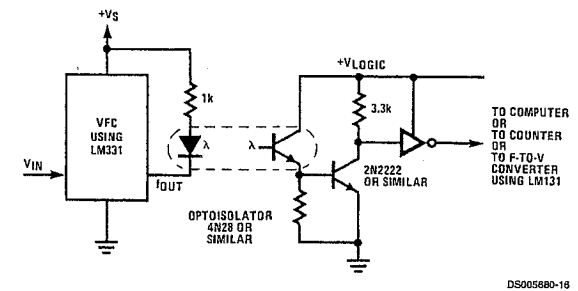 +VS
VFC
USING
LM331
VIN
1k
λ
fOUT
λ
+VLOGIC
3.3k
2N2222
OR SIMILAR
OPTOISOLATOR
4N28 OR
SIMILAR
TO COMPUTER
OR
TO COUNTER
OR
TO F-TO-V
CONVERTER
USING LM131
DS005680-16